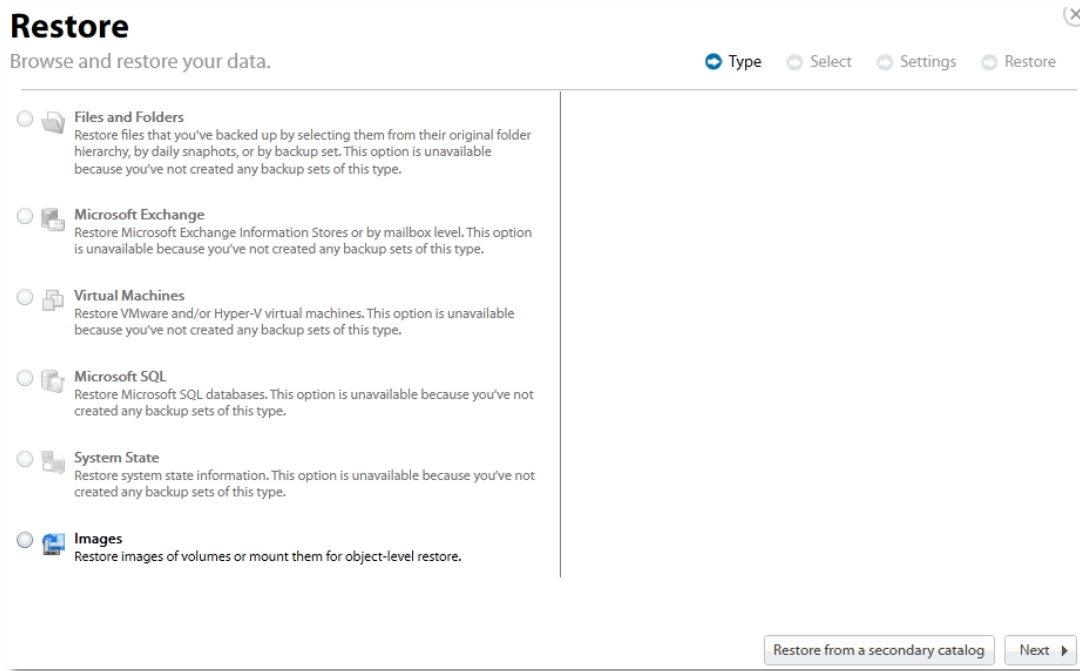 Restore
Browse and restore your data.
Type
Select
Settings
Restore
Files and Folders
Restore files that you've backed up by selecting them from their original folder
hierarchy, by daily snaphots, or by backup set. This option is unavailable
because you've not created any backup sets of this type.
Microsoft Exchange
Restore Microsoft Exchange Information Stores or by mailbox level. This option
is unavailable because you've not created any backup sets of this type.
Virtual Machines
Restore VMware and/or Hyper-V virtual machines. This option is unavailable
because you've not created any backup sets of this type.
Microsoft SQL
Restore Microsoft SQL databases. This option is unavailable because you've not
created any backup sets of this type.
System State
Restore system state information. This option is unavailable because you've not
created any backup sets of this type.
Images
Restore images of volumes or mount them for object-level restore.
Restore from a secondary catalog
Next